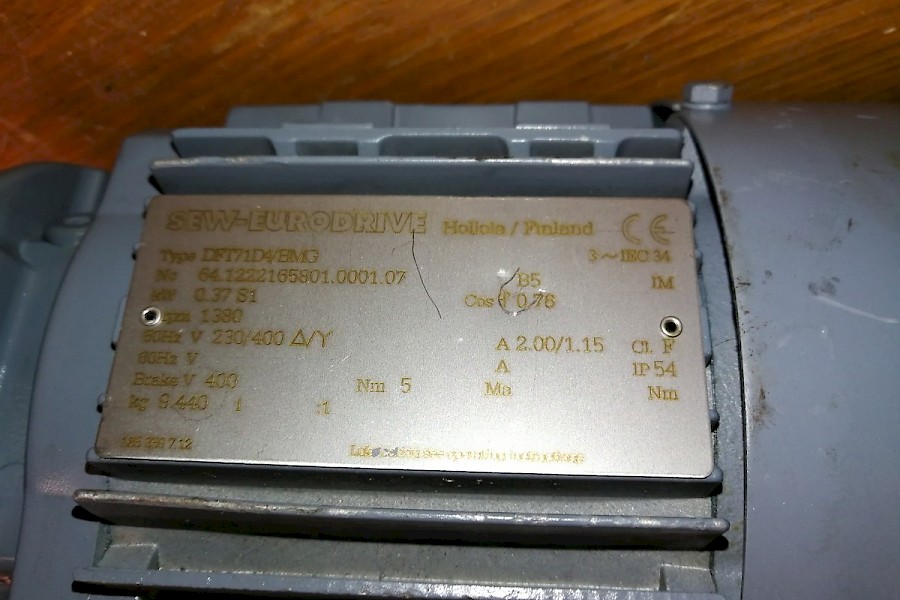 SEW-EURODRIVE Hollola / Finland CE
Type DFT71D4/BMG 3~IEC 34
Nr 64.1222165801.0001.07 B5 IM
kW 0.37 S1 Cos φ 0.76
rpm 1380
50Hz V 230/400 Δ/Y A 2.00/1.15 Cl. F
60Hz V A IP 54
Brake V 400 Nm 5 Ma Nm
kg 9.440 i :1
operating instructions